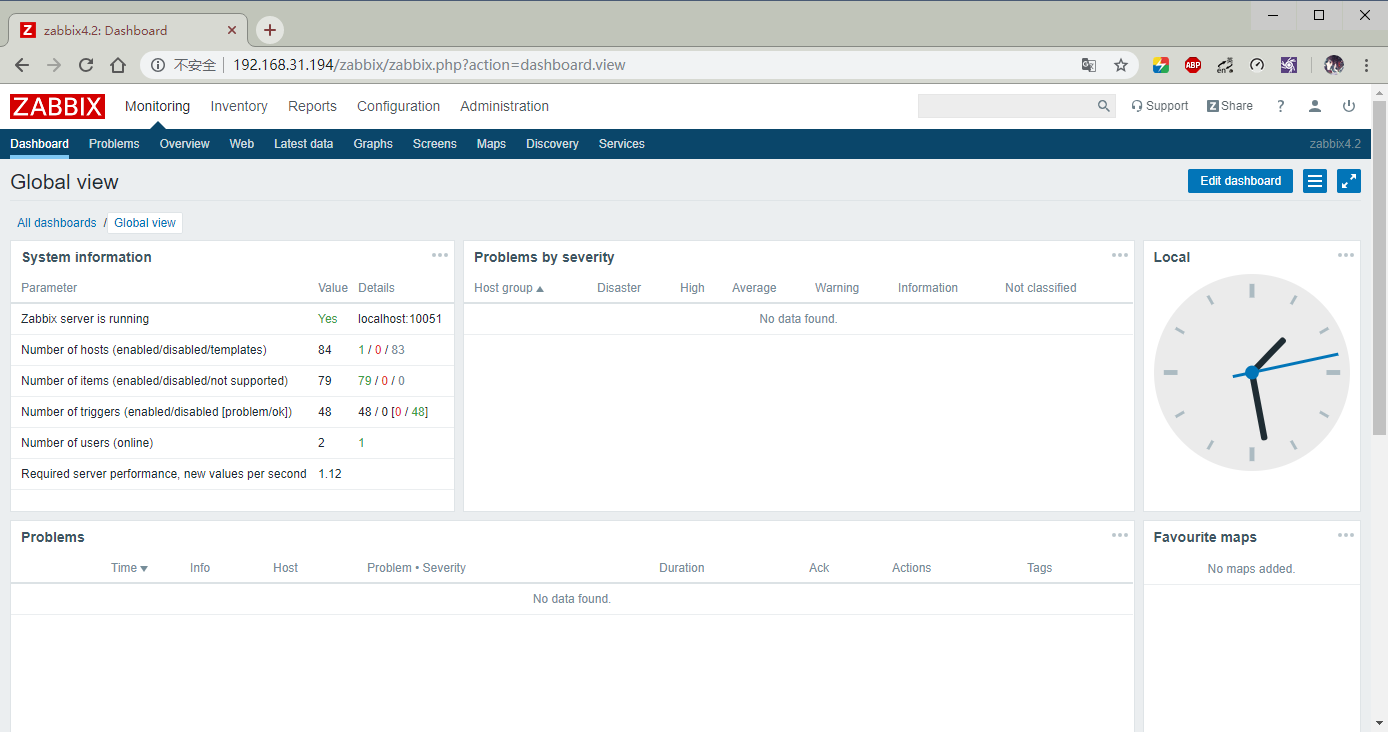 Z zabbix4.2: Dashboard
不安全 192.168.31.194/zabbix/zabbix.php?action=dashboard.view
ABP en
ZABBIX Monitoring Inventory Reports Configuration Administration Support Z Share ?
Dashboard Problems Overview Web Latest data Graphs Screens Maps Discovery Services zabbix4.2
Global view Edit dashboard
All dashboards / Global view
System information Problems by severity Local
Parameter Value Details Host group Disaster High Average Warning Information Not classified
Zabbix server is running Yes localhost:10051 No data found.
Number of hosts (enabled/disabled/templates) 84 1 / 0 / 83
Number of items (enabled/disabled/not supported) 79 79 / 0 / 0
Number of triggers (enabled/disabled [problem/ok]) 48 48 / 0 [0 / 48]
Number of users (online) 2 1
Required server performance, new values per second 1.12
Problems Favourite maps
Time Info Host Problem • Severity Duration Ack Actions Tags No maps added.
No data found.